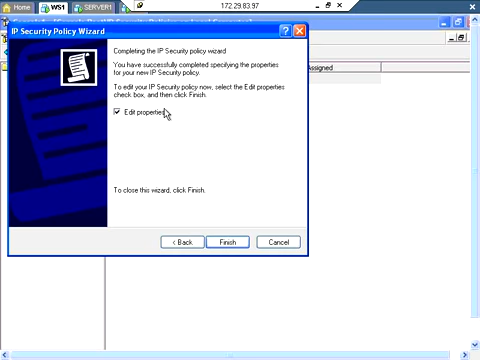 Home
WS1
SERVER1
172.29.83.97
IP Security Policy Wizard
Completing the IP Security policy wizard
You have successfully completed specifying the properties
for your new IP Security policy.
To edit your IP Security policy now, select the Edit properties
check box, and then click Finish.
Edit properties
To close this wizard, click Finish.
< Back
Finish
Cancel
Assigned